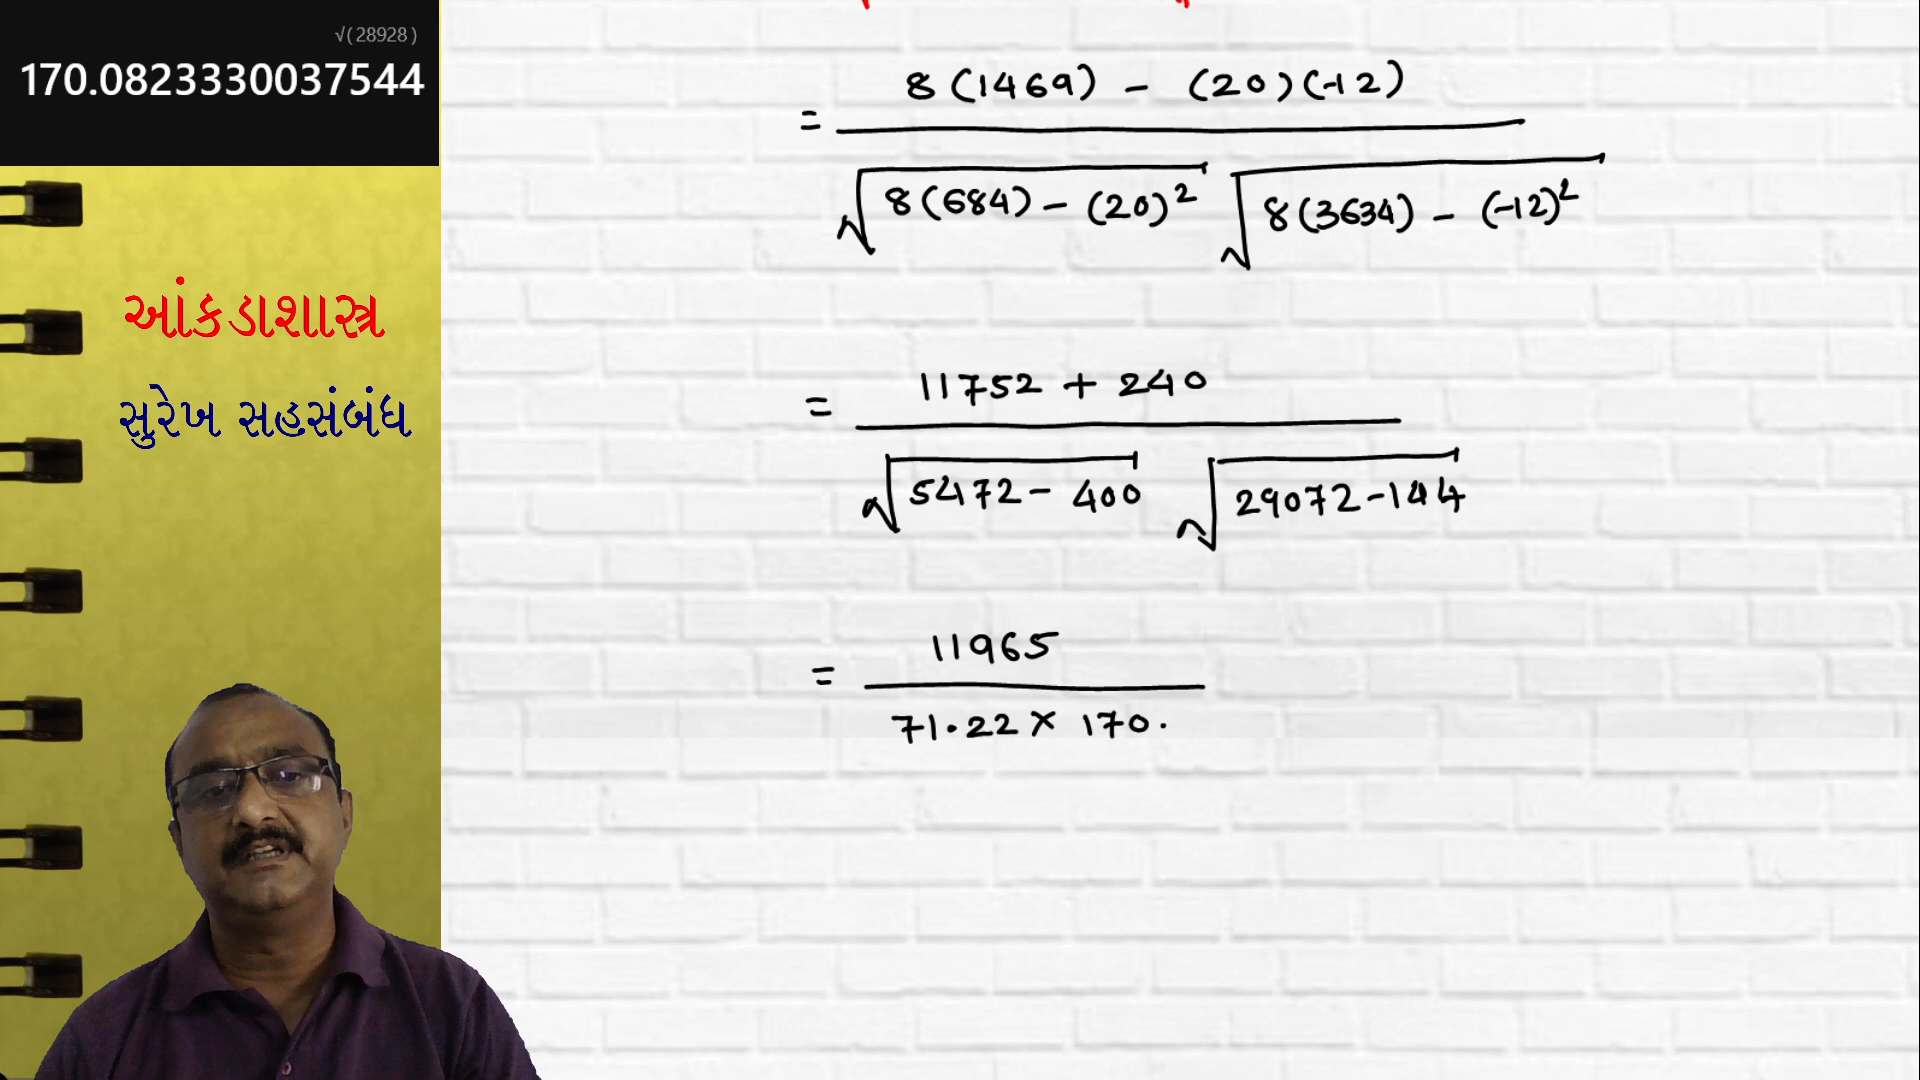 √(28928)
170.0823330037544
આંકડાશાસ્ત્ર
સુરેખ સહસંબંધ
= 8(1469) - (20)(-12)
√8(684) - (20)² √8(3634) - (-12)²
= 11752 + 240
√5472 - 400 √29072 - 144
= 11965
71.22 × 170.